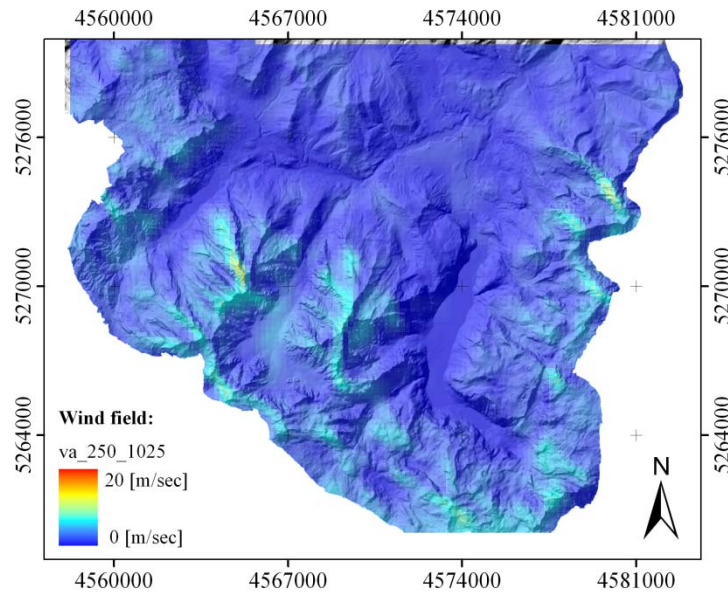 4560000 4567000 4574000 4581000
5276000 5276000
5270000 5270000
5264000 5264000
Wind field:
va_250_1025
20 [m/sec]
0 [m/sec]
N
4560000 4567000 4574000 4581000